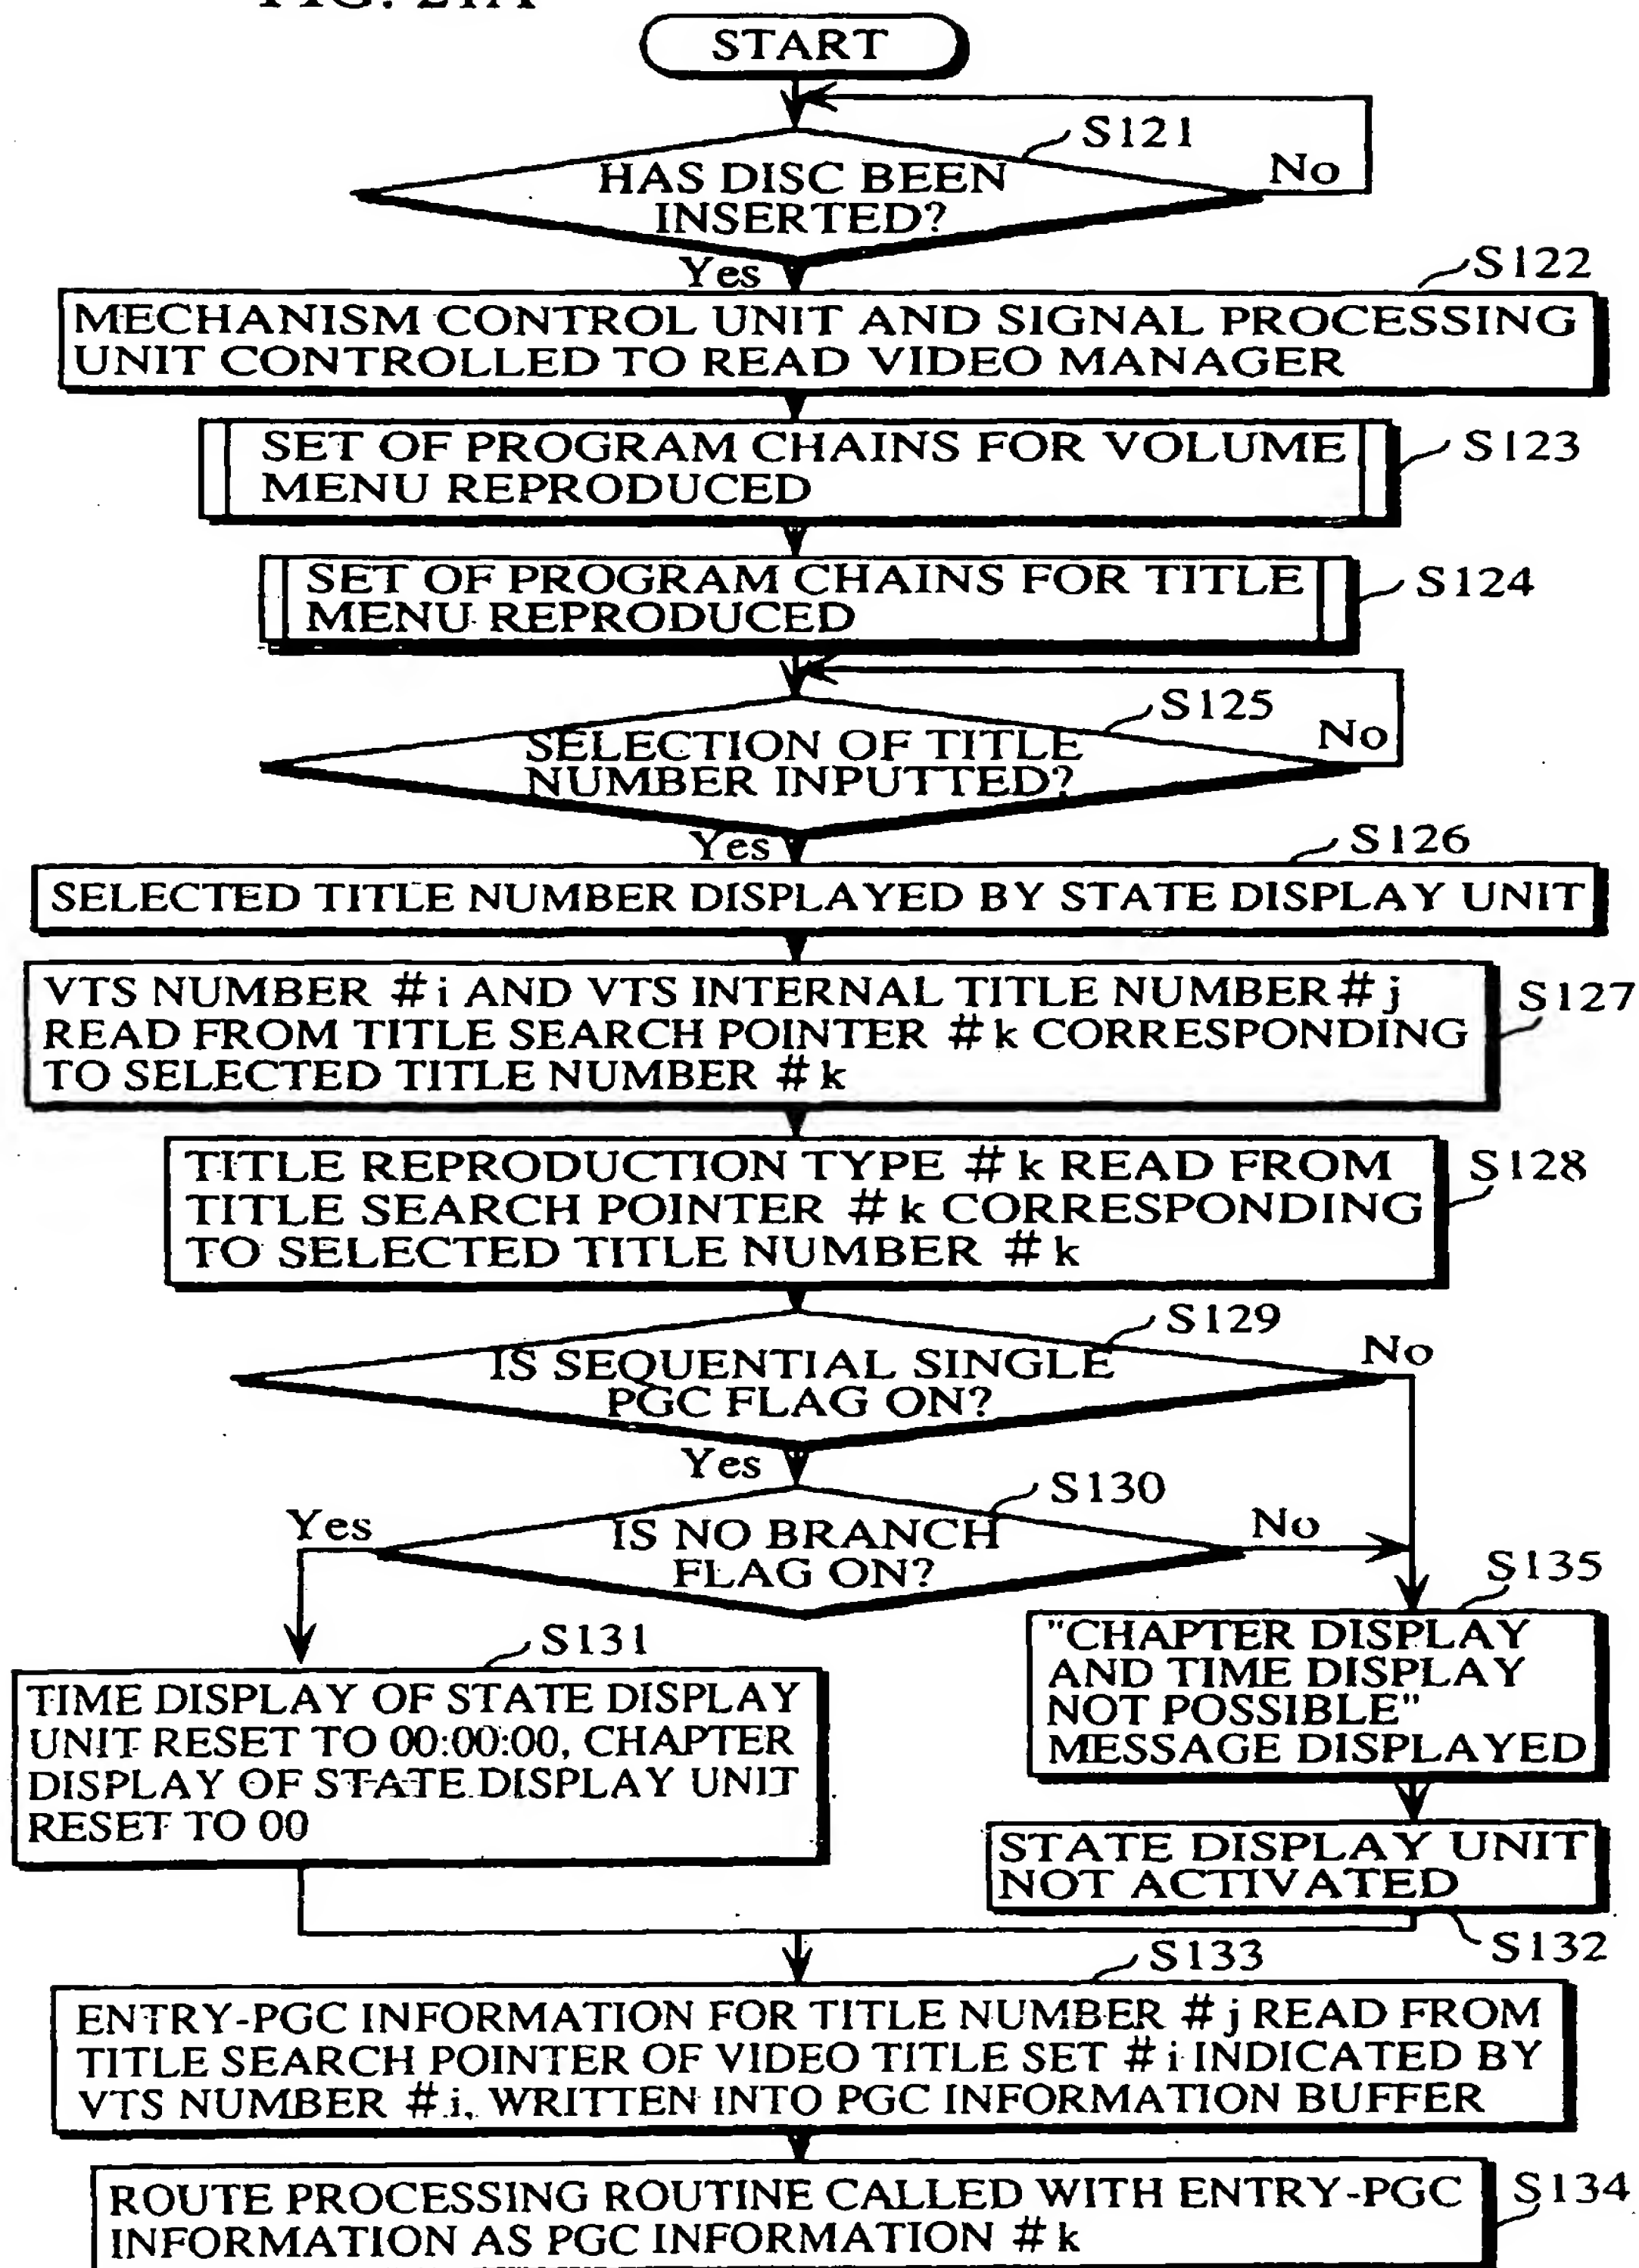 FIG. 21A
START
S121
HAS DISC BEEN
INSERTED?
No
Yes
S122
MECHANISM CONTROL UNIT AND SIGNAL PROCESSING
UNIT CONTROLLED TO READ VIDEO MANAGER
SET OF PROGRAM CHAINS FOR VOLUME
MENU REPRODUCED
S123
SET OF PROGRAM CHAINS FOR TITLE
MENU REPRODUCED
S124
S125
SELECTION OF TITLE
NUMBER INPUTTED?
No
Yes
S126
SELECTED TITLE NUMBER DISPLAYED BY STATE DISPLAY UNIT
VTS NUMBER #i AND VTS INTERNAL TITLE NUMBER #j
READ FROM TITLE SEARCH POINTER #k CORRESPONDING
TO SELECTED TITLE NUMBER #k
S127
TITLE REPRODUCTION TYPE #k READ FROM
TITLE SEARCH POINTER #k CORRESPONDING
TO SELECTED TITLE NUMBER #k
S128
S129
IS SEQUENTIAL SINGLE
PGC FLAG ON?
No
Yes
S130
IS NO BRANCH
FLAG ON?
Yes
No
S131
TIME DISPLAY OF STATE DISPLAY
UNIT RESET TO 00:00:00, CHAPTER
DISPLAY OF STATE DISPLAY UNIT
RESET TO 00
S135
"CHAPTER DISPLAY
AND TIME DISPLAY
NOT POSSIBLE"
MESSAGE DISPLAYED
STATE DISPLAY UNIT
NOT ACTIVATED
S132
S133
ENTRY-PGC INFORMATION FOR TITLE NUMBER #j READ FROM
TITLE SEARCH POINTER OF VIDEO TITLE SET #i INDICATED BY
VTS NUMBER #i, WRITTEN INTO PGC INFORMATION BUFFER
ROUTE PROCESSING ROUTINE CALLED WITH ENTRY-PGC
INFORMATION AS PGC INFORMATION #k
S134